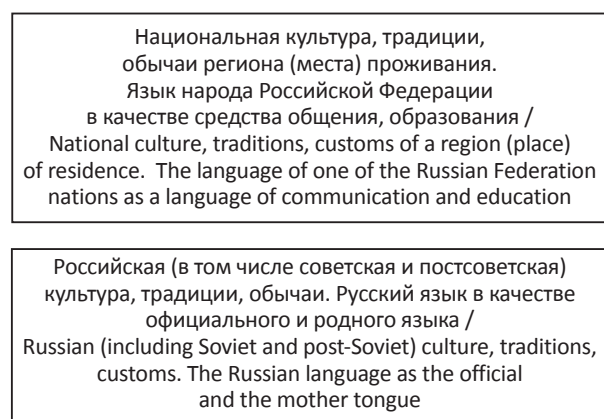 Национальная культура, традиции,
обычаи региона (места) проживания.
Язык народа Российской Федерации
в качестве средства общения, образования /
National culture, traditions, customs of a region (place)
of residence. The language of one of the Russian Federation
nations as a language of communication and education
Российская (в том числе советская и постсоветская)
культура, традиции, обычаи. Русский язык в качестве
официального и родного языка /
Russian (including Soviet and post-Soviet) culture, traditions,
customs. The Russian language as the official
and the mother tongue